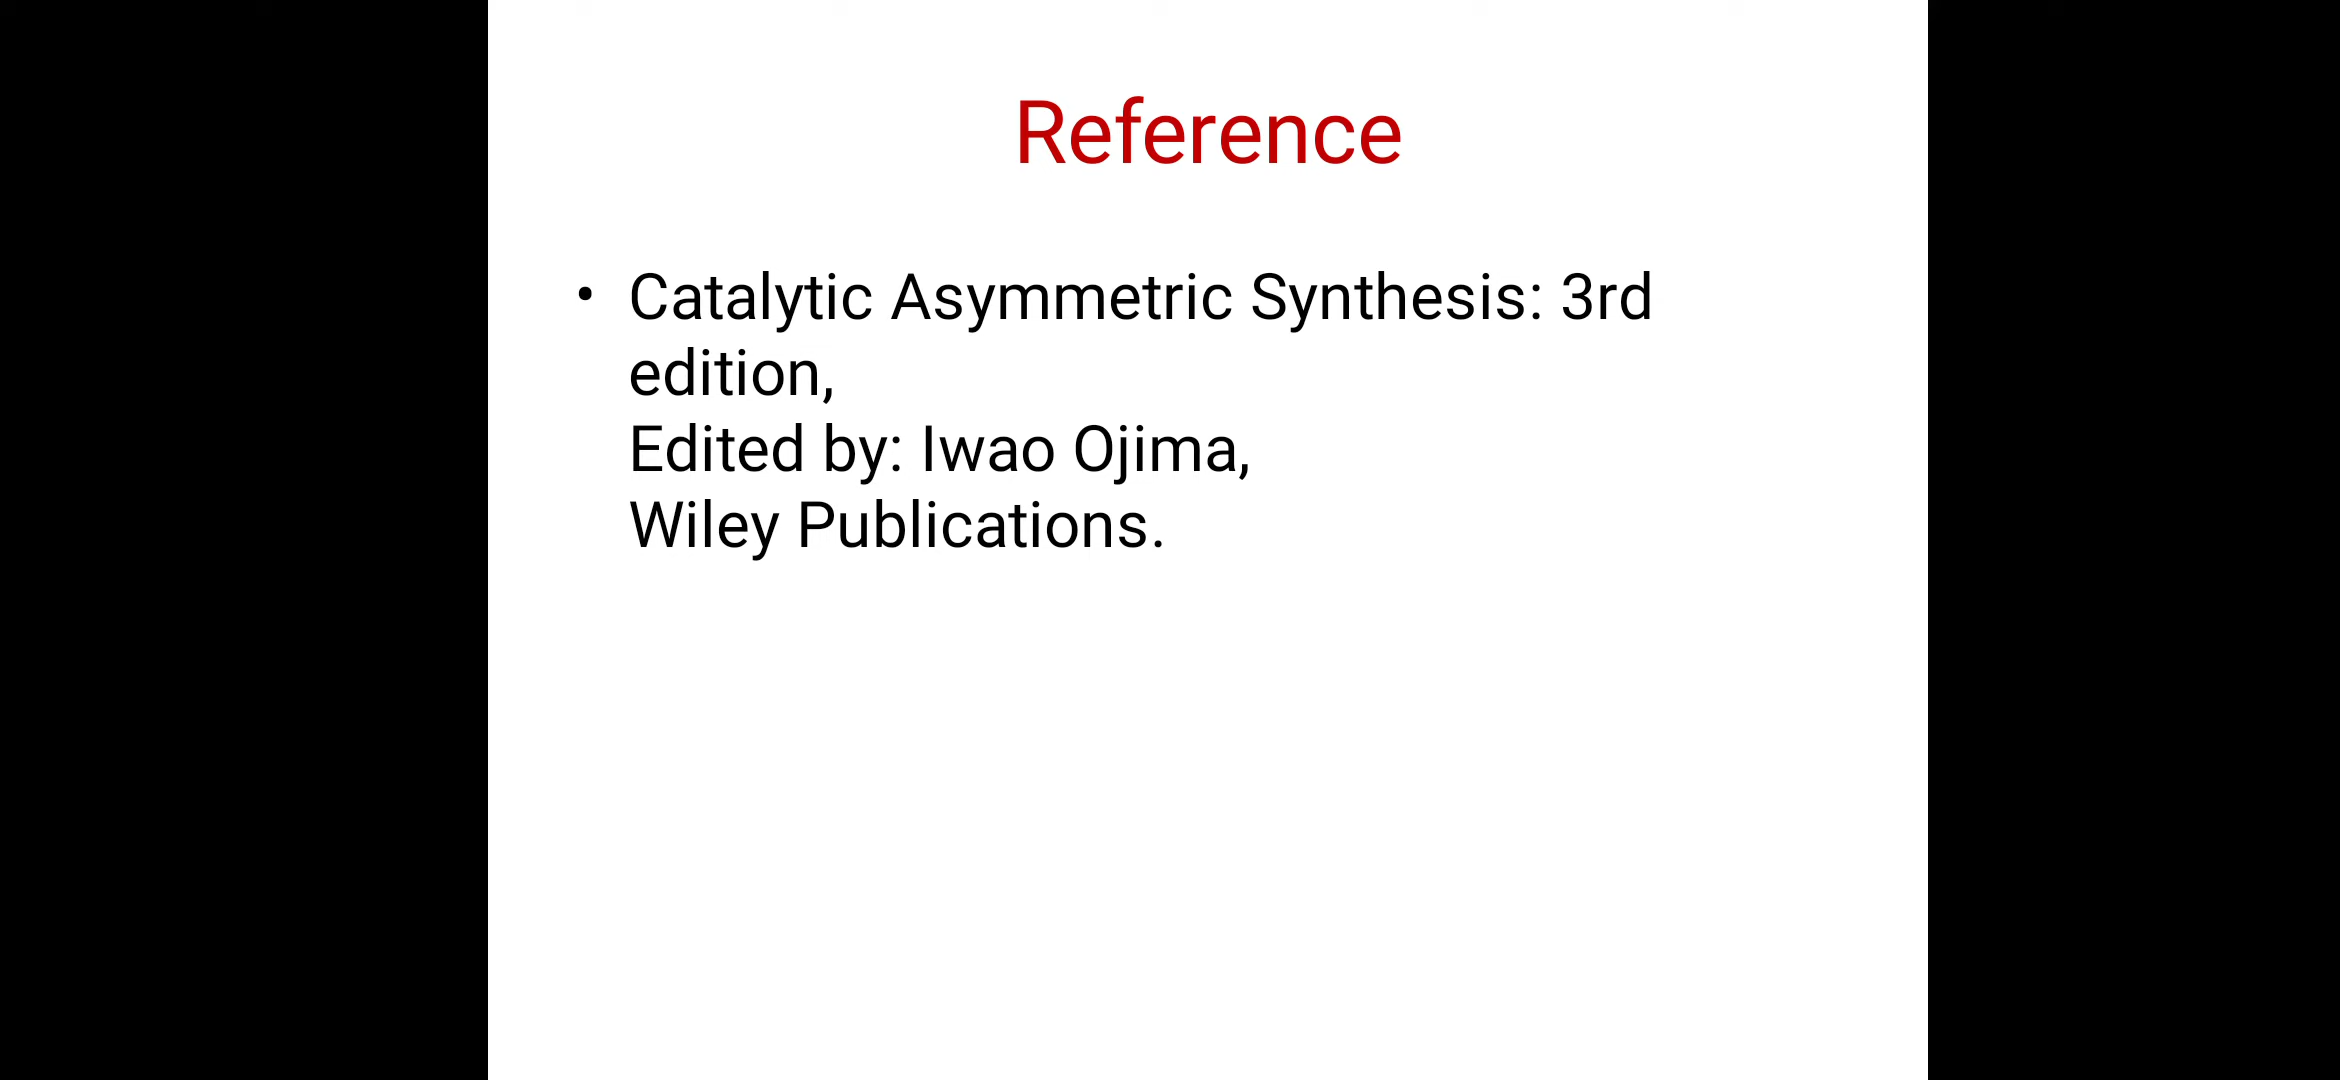 Reference
• Catalytic Asymmetric Synthesis: 3rd
edition,
Edited by: Iwao Ojima,
Wiley Publications.